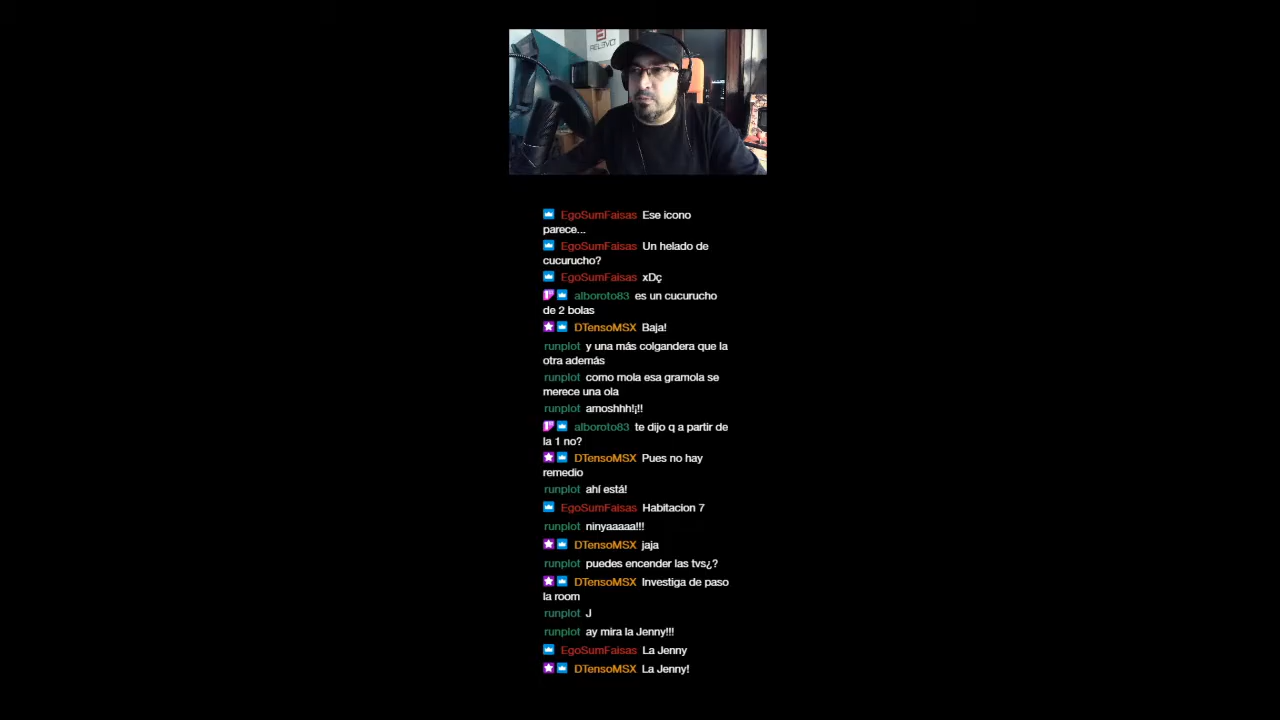 RELEVO
EgoSumFaisas Ese icono
parece...
EgoSumFaisas Un helado de
cucurucho?
EgoSumFaisas xDç
alboroto83 es un cucurucho
de 2 bolas
DTensoMSX Baja!
runplot y una más colgandera que la
otra además
runplot como mola esa gramola se
merece una ola
runplot amoshhh!¡!!
alboroto83 te dijo q a partir de
la 1 no?
DTensoMSX Pues no hay
remedio
runplot ahí está!
EgoSumFaisas Habitacion 7
runplot ninyaaaaa!!!
DTensoMSX jaja
runplot puedes encender las tvs¿?
DTensoMSX Investiga de paso
la room
runplot J
runplot ay mira la Jenny!!!
EgoSumFaisas La Jenny
DTensoMSX La Jenny!